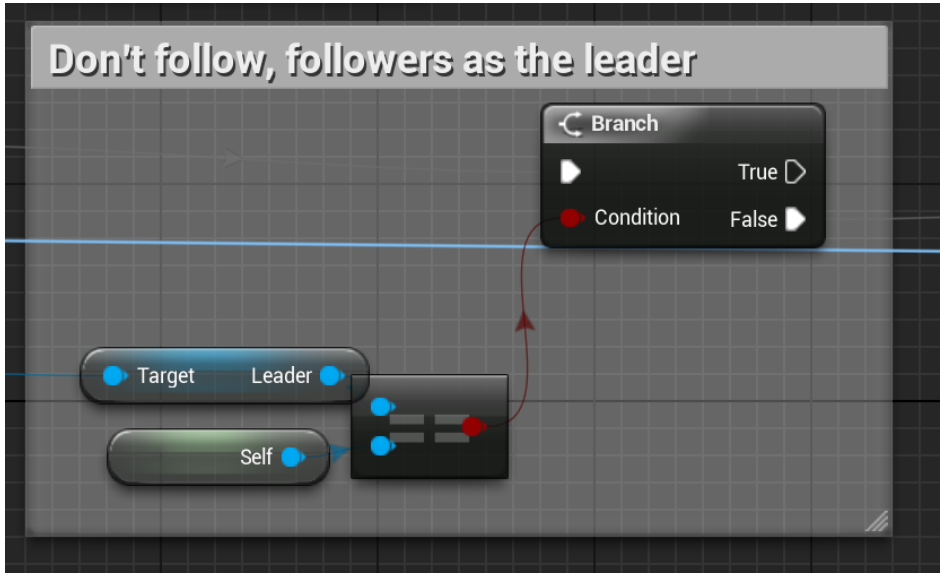 Don't follow, followers as the leader
Branch
True
Condition
False
Target
Leader
Self